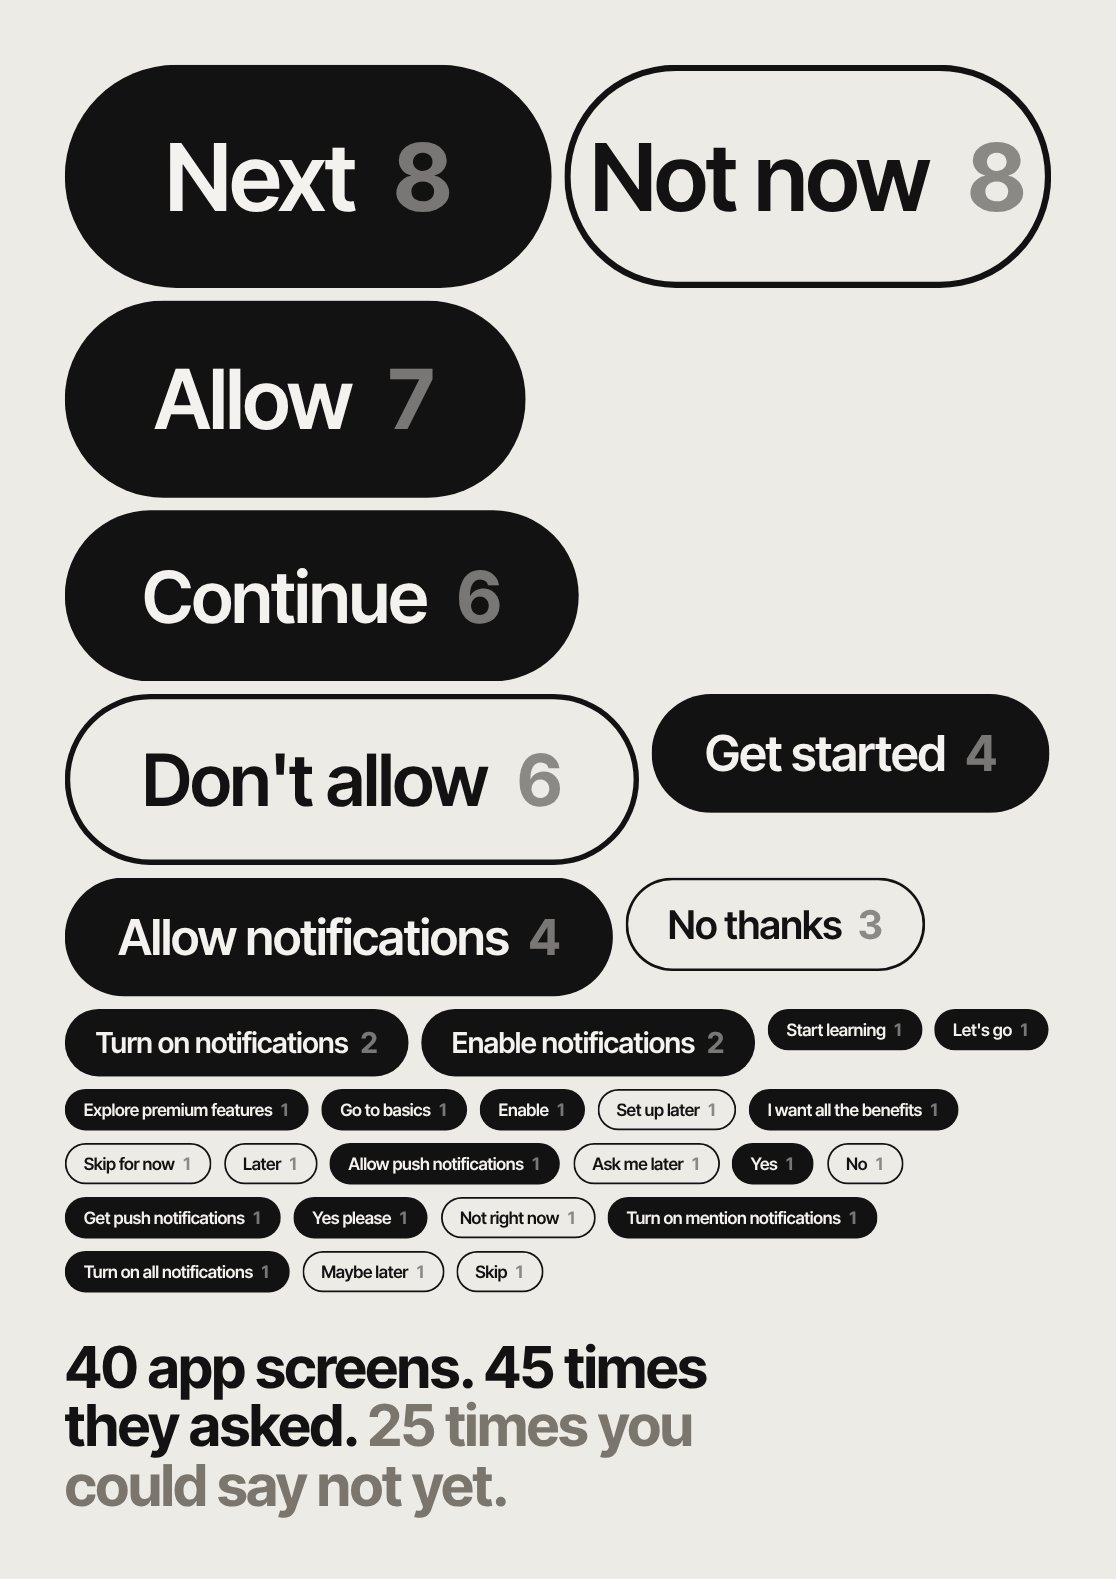 Next 8 Not now 8
Allow 7
Continue 6
Don't allow 6 Get started 4
Allow notifications 4 No thanks 3
Turn on notifications 2 Enable notifications 2 Start learning 1 Let's go 1
Explore premium features 1 Go to basics 1 Enable 1 Set up later 1 I want all the benefits 1
Skip for now 1 Later 1 Allow push notifications 1 Ask me later 1 Yes 1 No 1
Get push notifications 1 Yes please 1 Not right now 1 Turn on mention notifications 1
Turn on all notifications 1 Maybe later 1 Skip 1
40 app screens. 45 times
they asked. 25 times you
could say not yet.